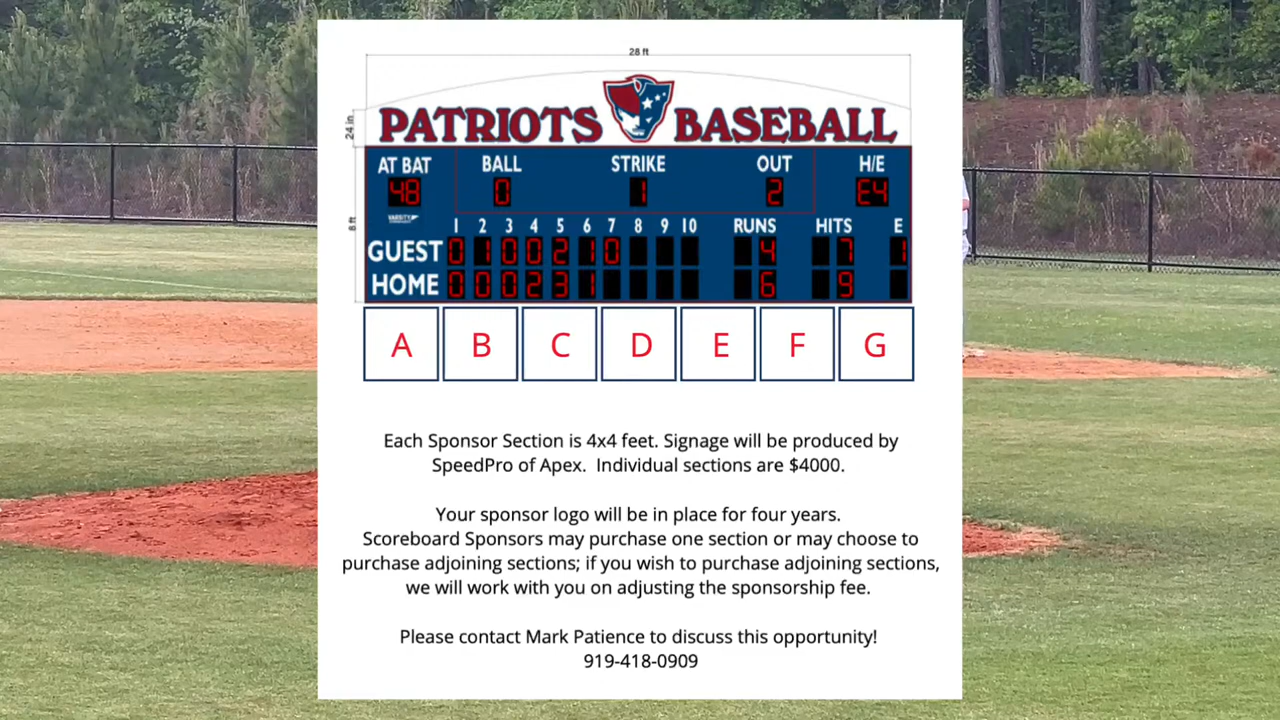 28 ft
24 in
PATRIOTS BASEBALL
AT BAT BALL STRIKE OUT H/E
48 0 1 2 E4
VARSITY
8 ft
1 2 3 4 5 6 7 8 9 10 RUNS HITS E
GUEST 0 1 0 0 2 1 0 4 7 1
HOME 0 0 0 2 3 1 6 9
A B C D E F G
Each Sponsor Section is 4x4 feet. Signage will be produced by
SpeedPro of Apex. Individual sections are $4000.
Your sponsor logo will be in place for four years.
Scoreboard Sponsors may purchase one section or may choose to
purchase adjoining sections; if you wish to purchase adjoining sections,
we will work with you on adjusting the sponsorship fee.
Please contact Mark Patience to discuss this opportunity!
919-418-0909